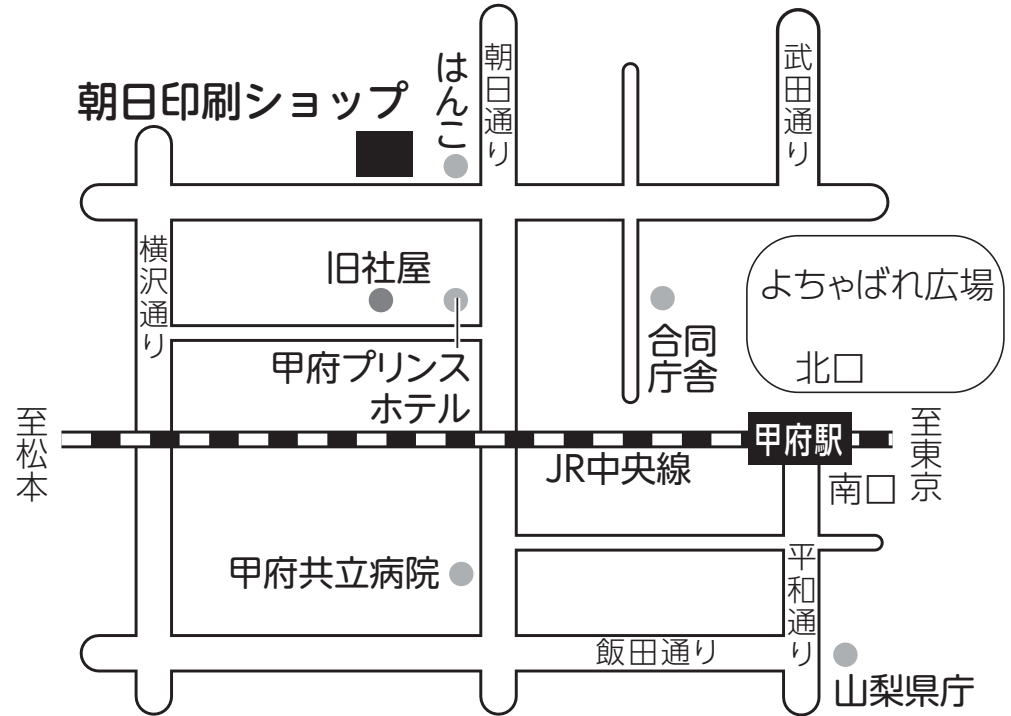 朝日印刷ショップ
はんこ
朝日通り
武田通り
横沢通り
旧社屋
甲府プリンス
ホテル
合同
庁舎
よちゃばれ広場
北口
至松本
JR中央線
甲府駅
至東京
南口
甲府共立病院
平和通り
飯田通り
山梨県庁